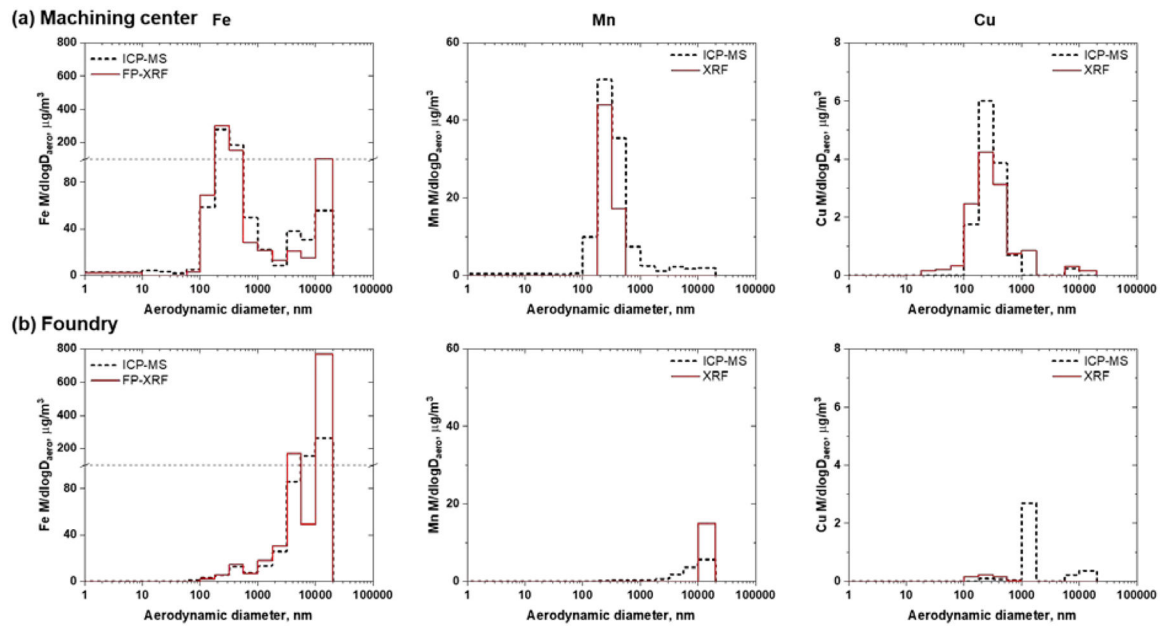 (a) Machining center
Fe
Mn
Cu
Fe M/dlogDaero, μg/m3
800
600
400
200
80
40
0
ICP-MS
FP-XRF
1 10 100 1000 10000 100000
Aerodynamic diameter, nm
Mn M/dlogDaero, μg/m3
60
40
20
0
ICP-MS
XRF
1 10 100 1000 10000 100000
Aerodynamic diameter, nm
Cu M/dlogDaero, μg/m3
8
6
4
2
0
ICP-MS
XRF
1 10 100 1000 10000 100000
Aerodynamic diameter, nm
(b) Foundry
Fe M/dlogDaero, μg/m3
800
600
400
200
80
40
0
ICP-MS
FP-XRF
1 10 100 1000 10000 100000
Aerodynamic diameter, nm
Mn M/dlogDaero, μg/m3
60
40
20
0
ICP-MS
XRF
1 10 100 1000 10000 100000
Aerodynamic diameter, nm
Cu M/dlogDaero, μg/m3
8
6
4
2
0
ICP-MS
XRF
1 10 100 1000 10000 100000
Aerodynamic diameter, nm